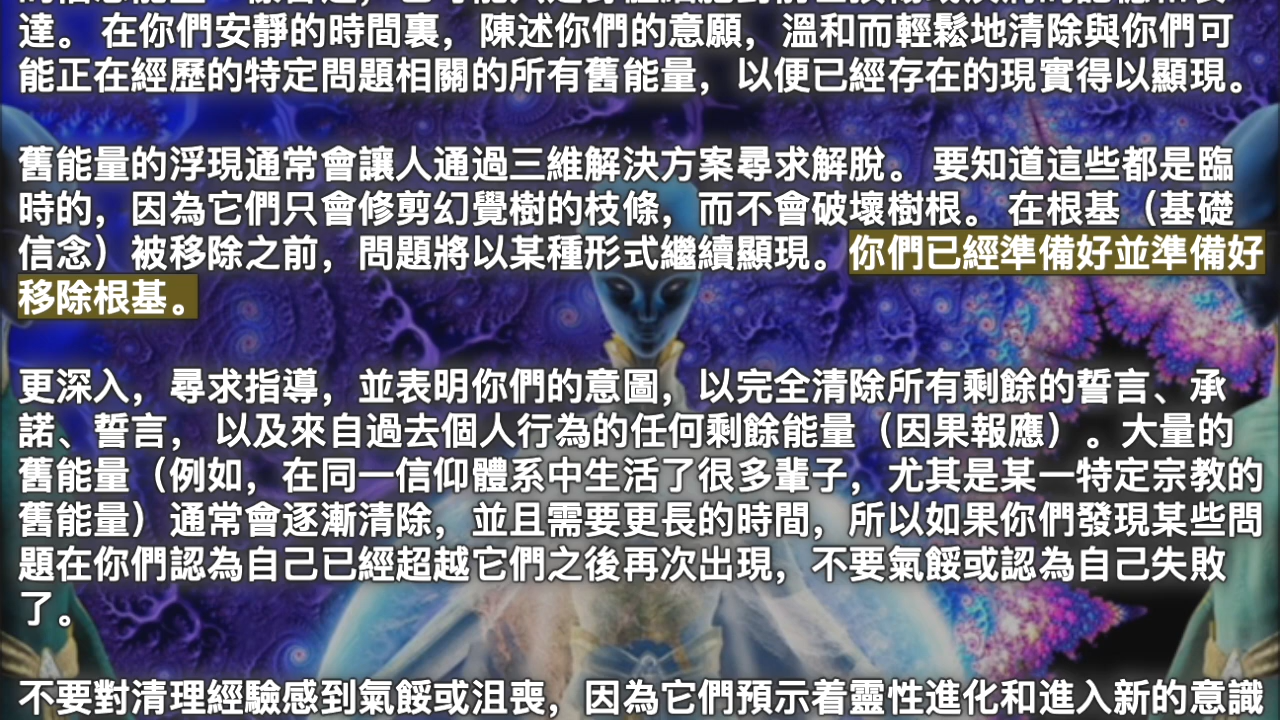 達。 在你們安靜的時間裏，陳述你們的意願，溫和而輕鬆地清除與你們可
能正在經歷的特定問題相關的所有舊能量，以便已經存在的現實得以顯現。
舊能量的浮現通常會讓人通過三維解決方案尋求解脫。 要知道這些都是臨
時的，因為它們只會修剪幻覺樹的枝條，而不會破壞樹根。 在根基（基礎
信念）被移除之前，問題將以某種形式繼續顯現。你們已經準備好並準備好
移除根基。
更深入，尋求指導，並表明你們的意圖，以完全清除所有剩餘的誓言、承
諾、誓言， 以及來自過去個人行為的任何剩餘能量（因果報應）。大量的
舊能量（例如，在同一信仰體系中生活了很多輩子，尤其是某一特定宗教的
舊能量）通常會逐漸清除，並且需要更長的時間，所以如果你們發現某些問
題在你們認為自己已經超越它們之後再次出現，不要氣餒或認為自己失敗
了。
不要對清理經驗感到氣餒或沮喪，因為它們預示着靈性進化和進入新的意識